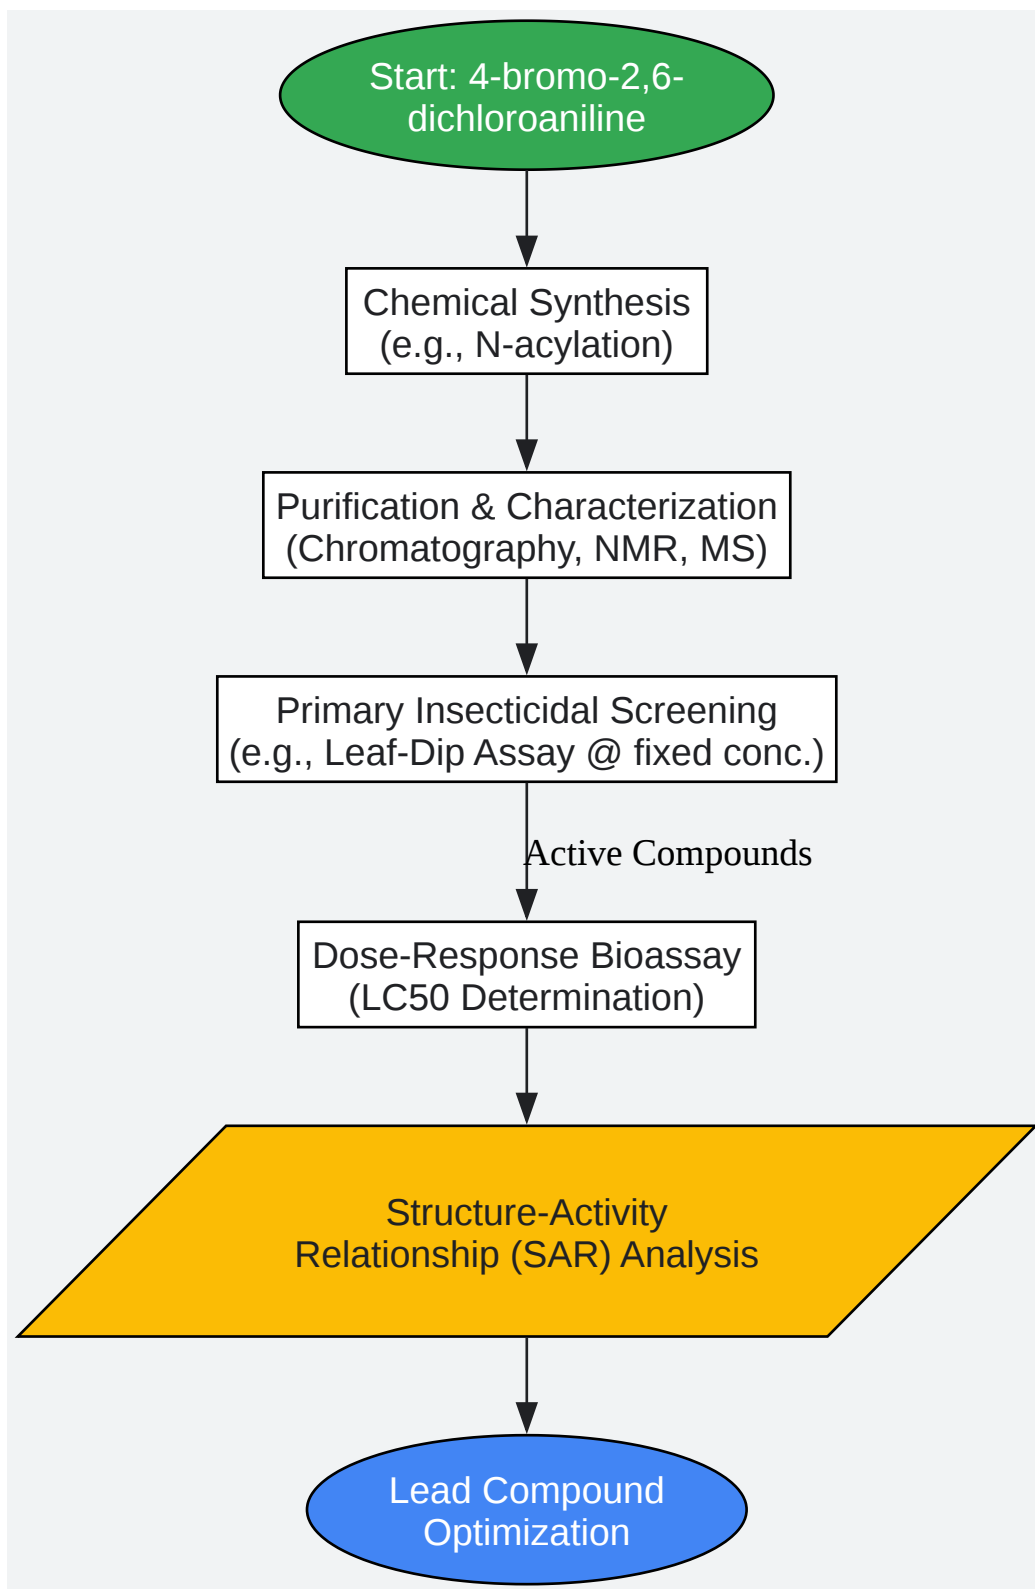 Start: 4-bromo-2,6-
dichloroaniline
Chemical Synthesis
(e.g., N-acylation)
Purification & Characterization
(Chromatography, NMR, MS)
Primary Insecticidal Screening
(e.g., Leaf-Dip Assay @ fixed conc.)
Active Compounds
Dose-Response Bioassay
(LC50 Determination)
Structure-Activity
Relationship (SAR) Analysis
Lead Compound
Optimization